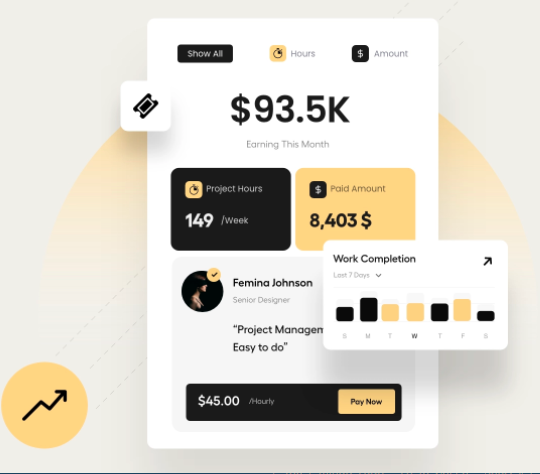 Show All
Hours
$
Amount
$93.5K
Earning This Month
Project Hours
$
Paid Amount
149 /Week
8,403 $
Work Completion
Last 7 Days
S M T W T F S
Femina Johnson
Senior Designer
“Project Managem
Easy to do”
$45.00 /Hourly
Pay Now